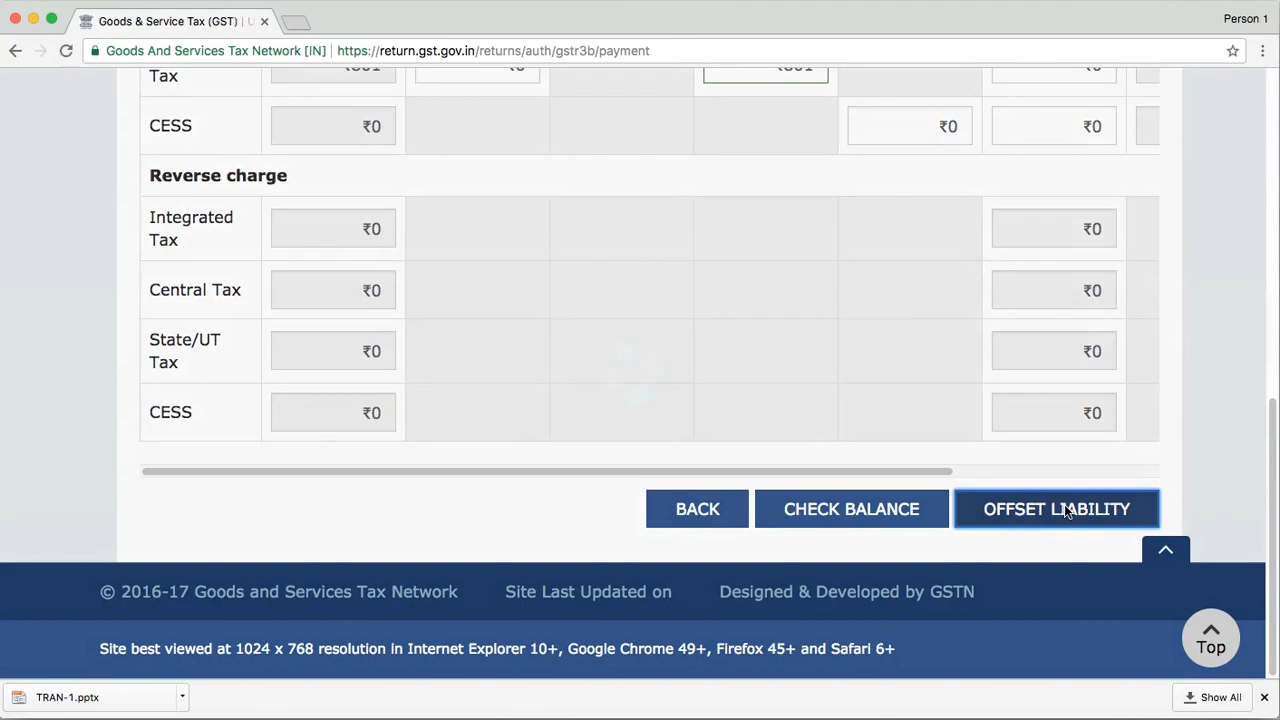 Goods & Service Tax (GST) | U
Person 1
Goods And Services Tax Network [IN] https://return.gst.gov.in/returns/auth/gstr3b/payment
Tax
CESS ₹0 ₹0 ₹0
Reverse charge
Integrated
Tax
₹0 ₹0
Central Tax ₹0 ₹0
State/UT
Tax
₹0 ₹0
CESS ₹0 ₹0
BACK CHECK BALANCE OFFSET LIABILITY
© 2016-17 Goods and Services Tax Network Site Last Updated on Designed & Developed by GSTN
Site best viewed at 1024 x 768 resolution in Internet Explorer 10+, Google Chrome 49+, Firefox 45+ and Safari 6+
Top
TRAN-1.pptx Show All